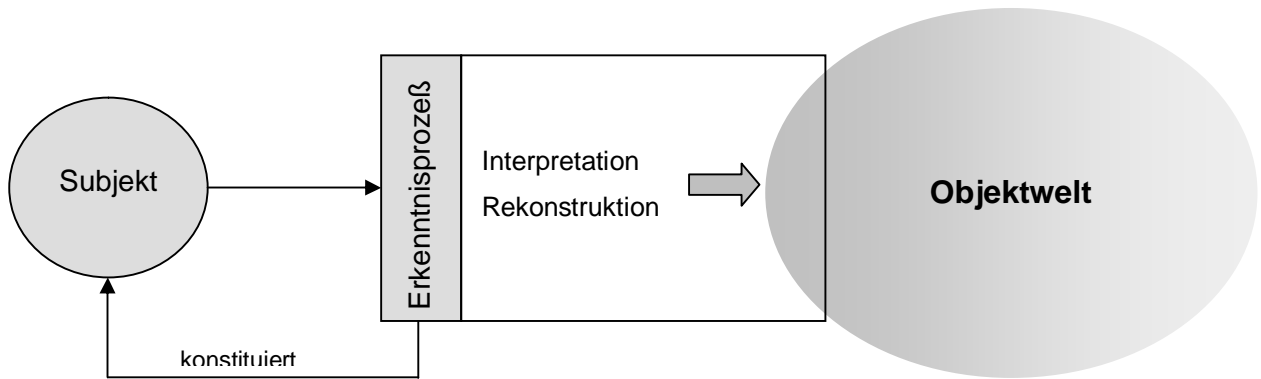 Subjekt
Erkenntnisprozeß
Interpretation
Rekonstruktion
Objektwelt
konstituiert